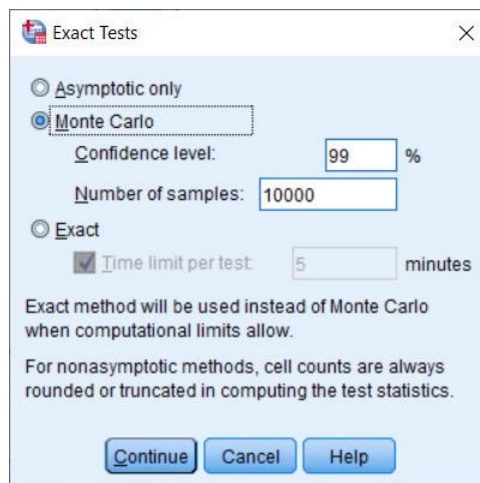 Exact Tests
Asymptotic only
Monte Carlo
Confidence level: 99 %
Number of samples: 10000
Exact
Time limit per test: 5 minutes
Exact method will be used instead of Monte Carlo
when computational limits allow.
For nonasymptotic methods, cell counts are always
rounded or truncated in computing the test statistics.
Continue Cancel Help